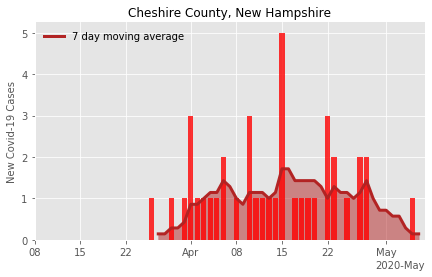 Cheshire County, New Hampshire
7 day moving average
New Covid-19 Cases
5
4
3
2
1
0
08 15 22 Apr 08 15 22 May
2020-May